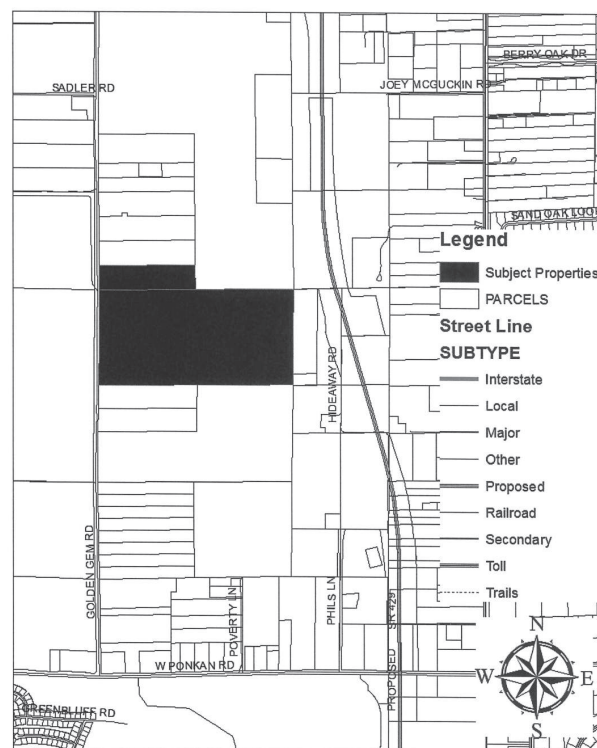 BERRY OAK DR
SADLER RD
JOEY MCGUCKIN RD
SAND OAK LOOP
Legend
Subject Properties
PARCELS
Street Line
SUBTYPE
Interstate
Local
Major
Other
Proposed
Railroad
Secondary
Toll
Trails
HIDEAWAY RD
GOLDEN GEM RD
POVERTY LN
PHILS LN
PROPOSED SR 429
W PONKAN RD
GREENBLUFF RD
N
W
E
S